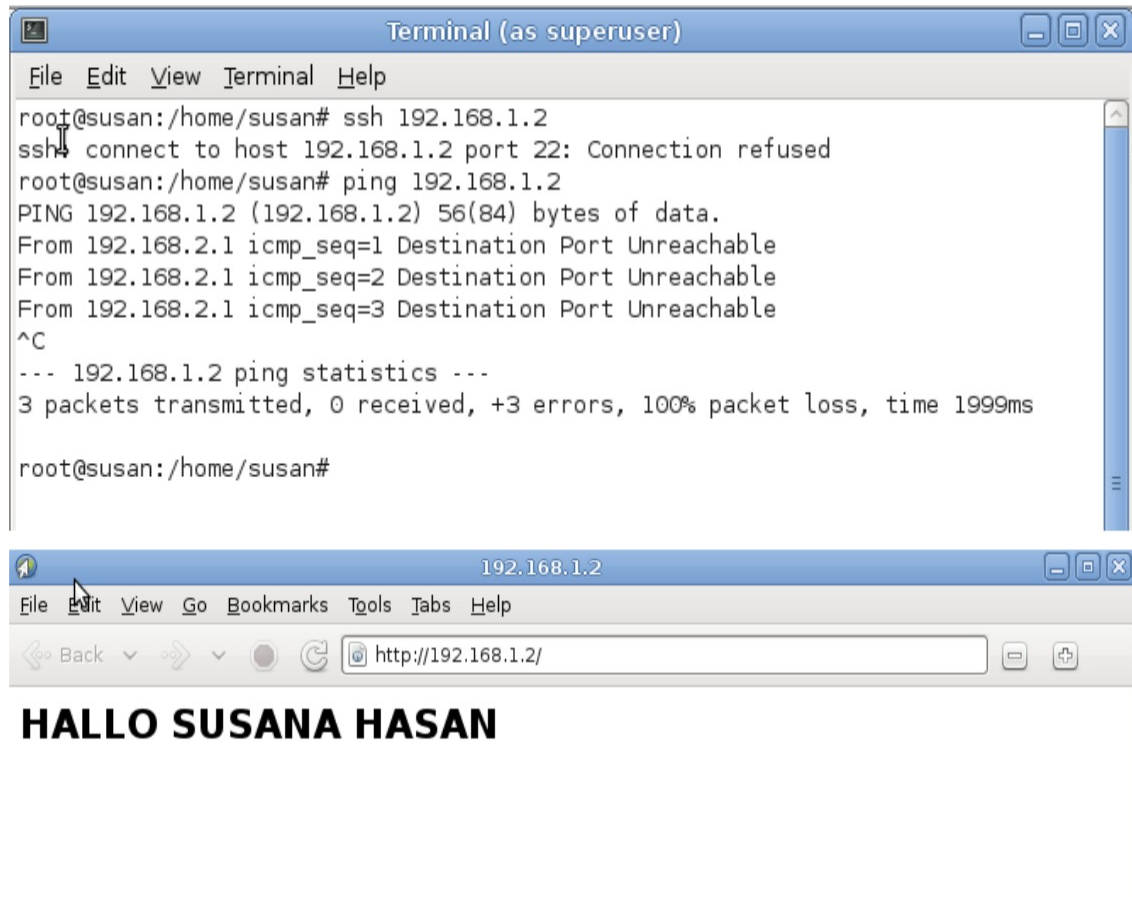 Terminal (as superuser)
File Edit View Terminal Help
root@susan:/home/susan# ssh 192.168.1.2
ssh: connect to host 192.168.1.2 port 22: Connection refused
root@susan:/home/susan# ping 192.168.1.2
PING 192.168.1.2 (192.168.1.2) 56(84) bytes of data.
From 192.168.2.1 icmp_seq=1 Destination Port Unreachable
From 192.168.2.1 icmp_seq=2 Destination Port Unreachable
From 192.168.2.1 icmp_seq=3 Destination Port Unreachable
^C
--- 192.168.1.2 ping statistics ---
3 packets transmitted, 0 received, +3 errors, 100% packet loss, time 1999ms
root@susan:/home/susan#
192.168.1.2
File Edit View Go Bookmarks Tools Tabs Help
Back http://192.168.1.2/
HALLO SUSANA HASAN